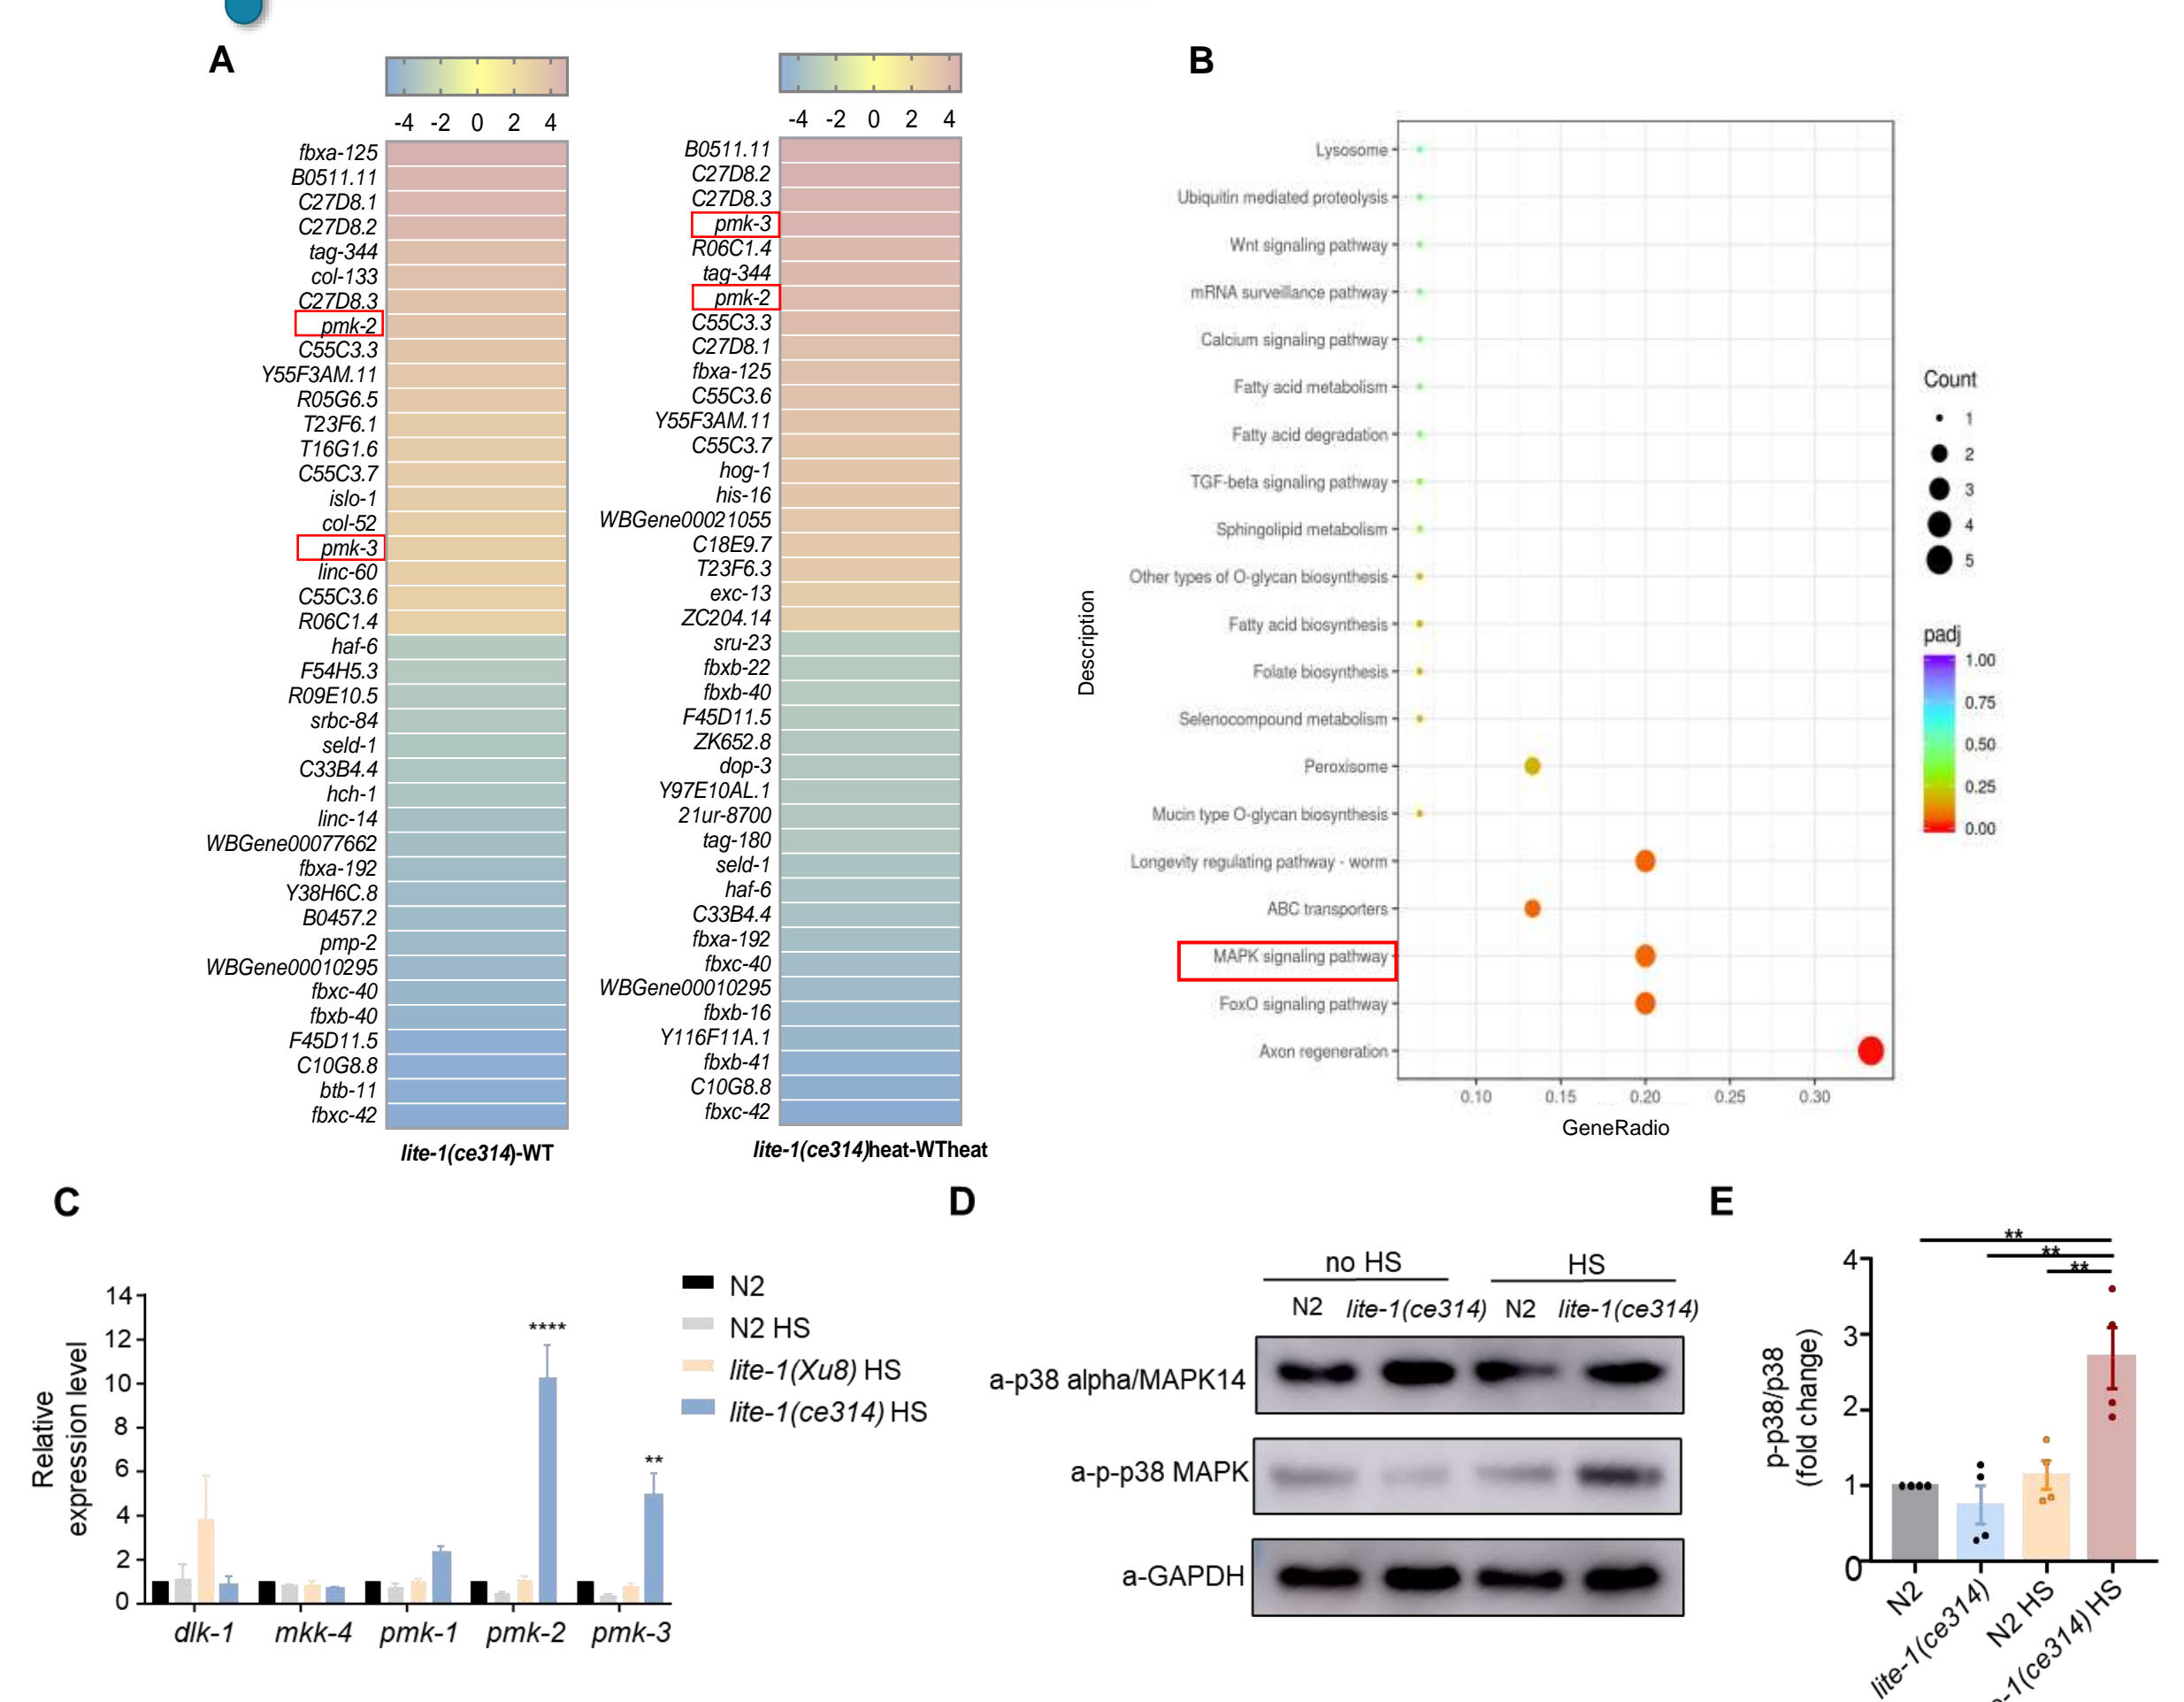 A
-4 -2 0 2 4
fbxa-125
B0511.11
C27D8.1
C27D8.2
tag-344
col-133
C27D8.3
pmk-2
C55C3.3
Y55F3AM.11
R05G6.5
T23F6.1
T16G1.6
C55C3.7
islo-1
col-52
pmk-3
linc-60
C55C3.6
R06C1.4
haf-6
F54H5.3
R09E10.5
srbc-84
seld-1
C33B4.4
hch-1
linc-14
WBGene00077662
fbxa-192
Y38H6C.8
B0457.2
pmp-2
WBGene00010295
fbxc-40
fbxb-40
F45D11.5
C10G8.8
btb-11
fbxc-42
lite-1(ce314)-WT
-4 -2 0 2 4
B0511.11
C27D8.2
C27D8.3
pmk-3
R06C1.4
tag-344
pmk-2
C55C3.3
C27D8.1
fbxa-125
C55C3.6
Y55F3AM.11
C55C3.7
hog-1
his-16
WBGene00021055
C18E9.7
T23F6.3
exc-13
ZC204.14
sru-23
fbxb-22
fbxb-40
F45D11.5
ZK652.8
dop-3
Y97E10AL.1
21ur-8700
tag-180
seld-1
haf-6
C33B4.4
fbxa-192
fbxc-40
WBGene00010295
fbxb-16
Y116F11A.1
fbxb-41
C10G8.8
fbxc-42
lite-1(ce314)heat-WTheat
B
Description
Lysosome
Ubiquitin mediated proteolysis
Wnt signaling pathway
mRNA surveillance pathway
Calcium signaling pathway
Fatty acid metabolism
Fatty acid degradation
TGF-beta signaling pathway
Sphingolipid metabolism
Other types of O-glycan biosynthesis
Fatty acid biosynthesis
Folate biosynthesis
Selenocompound metabolism
Peroxisome
Mucin type O-glycan biosynthesis
Longevity regulating pathway - worm
ABC transporters
MAPK signaling pathway
FoxO signaling pathway
Axon regeneration
0.10 0.15 0.20 0.25 0.30
GeneRadio
Count
1
2
3
4
5
padj
1.00
0.75
0.50
0.25
0.00
C
Relative
expression level
14
12
10
8
6
4
2
0
****
**
dlk-1 mkk-4 pmk-1 pmk-2 pmk-3
N2
N2 HS
lite-1(Xu8) HS
lite-1(ce314) HS
D
no HS HS
N2 lite-1(ce314) N2 lite-1(ce314)
a-p38 alpha/MAPK14
a-p-p38 MAPK
a-GAPDH
E
p-p38/p38
(fold change)
**
**
**
4
3
2
1
0
N2
lite-1(ce314)
N2 HS
e-1(ce314) HS